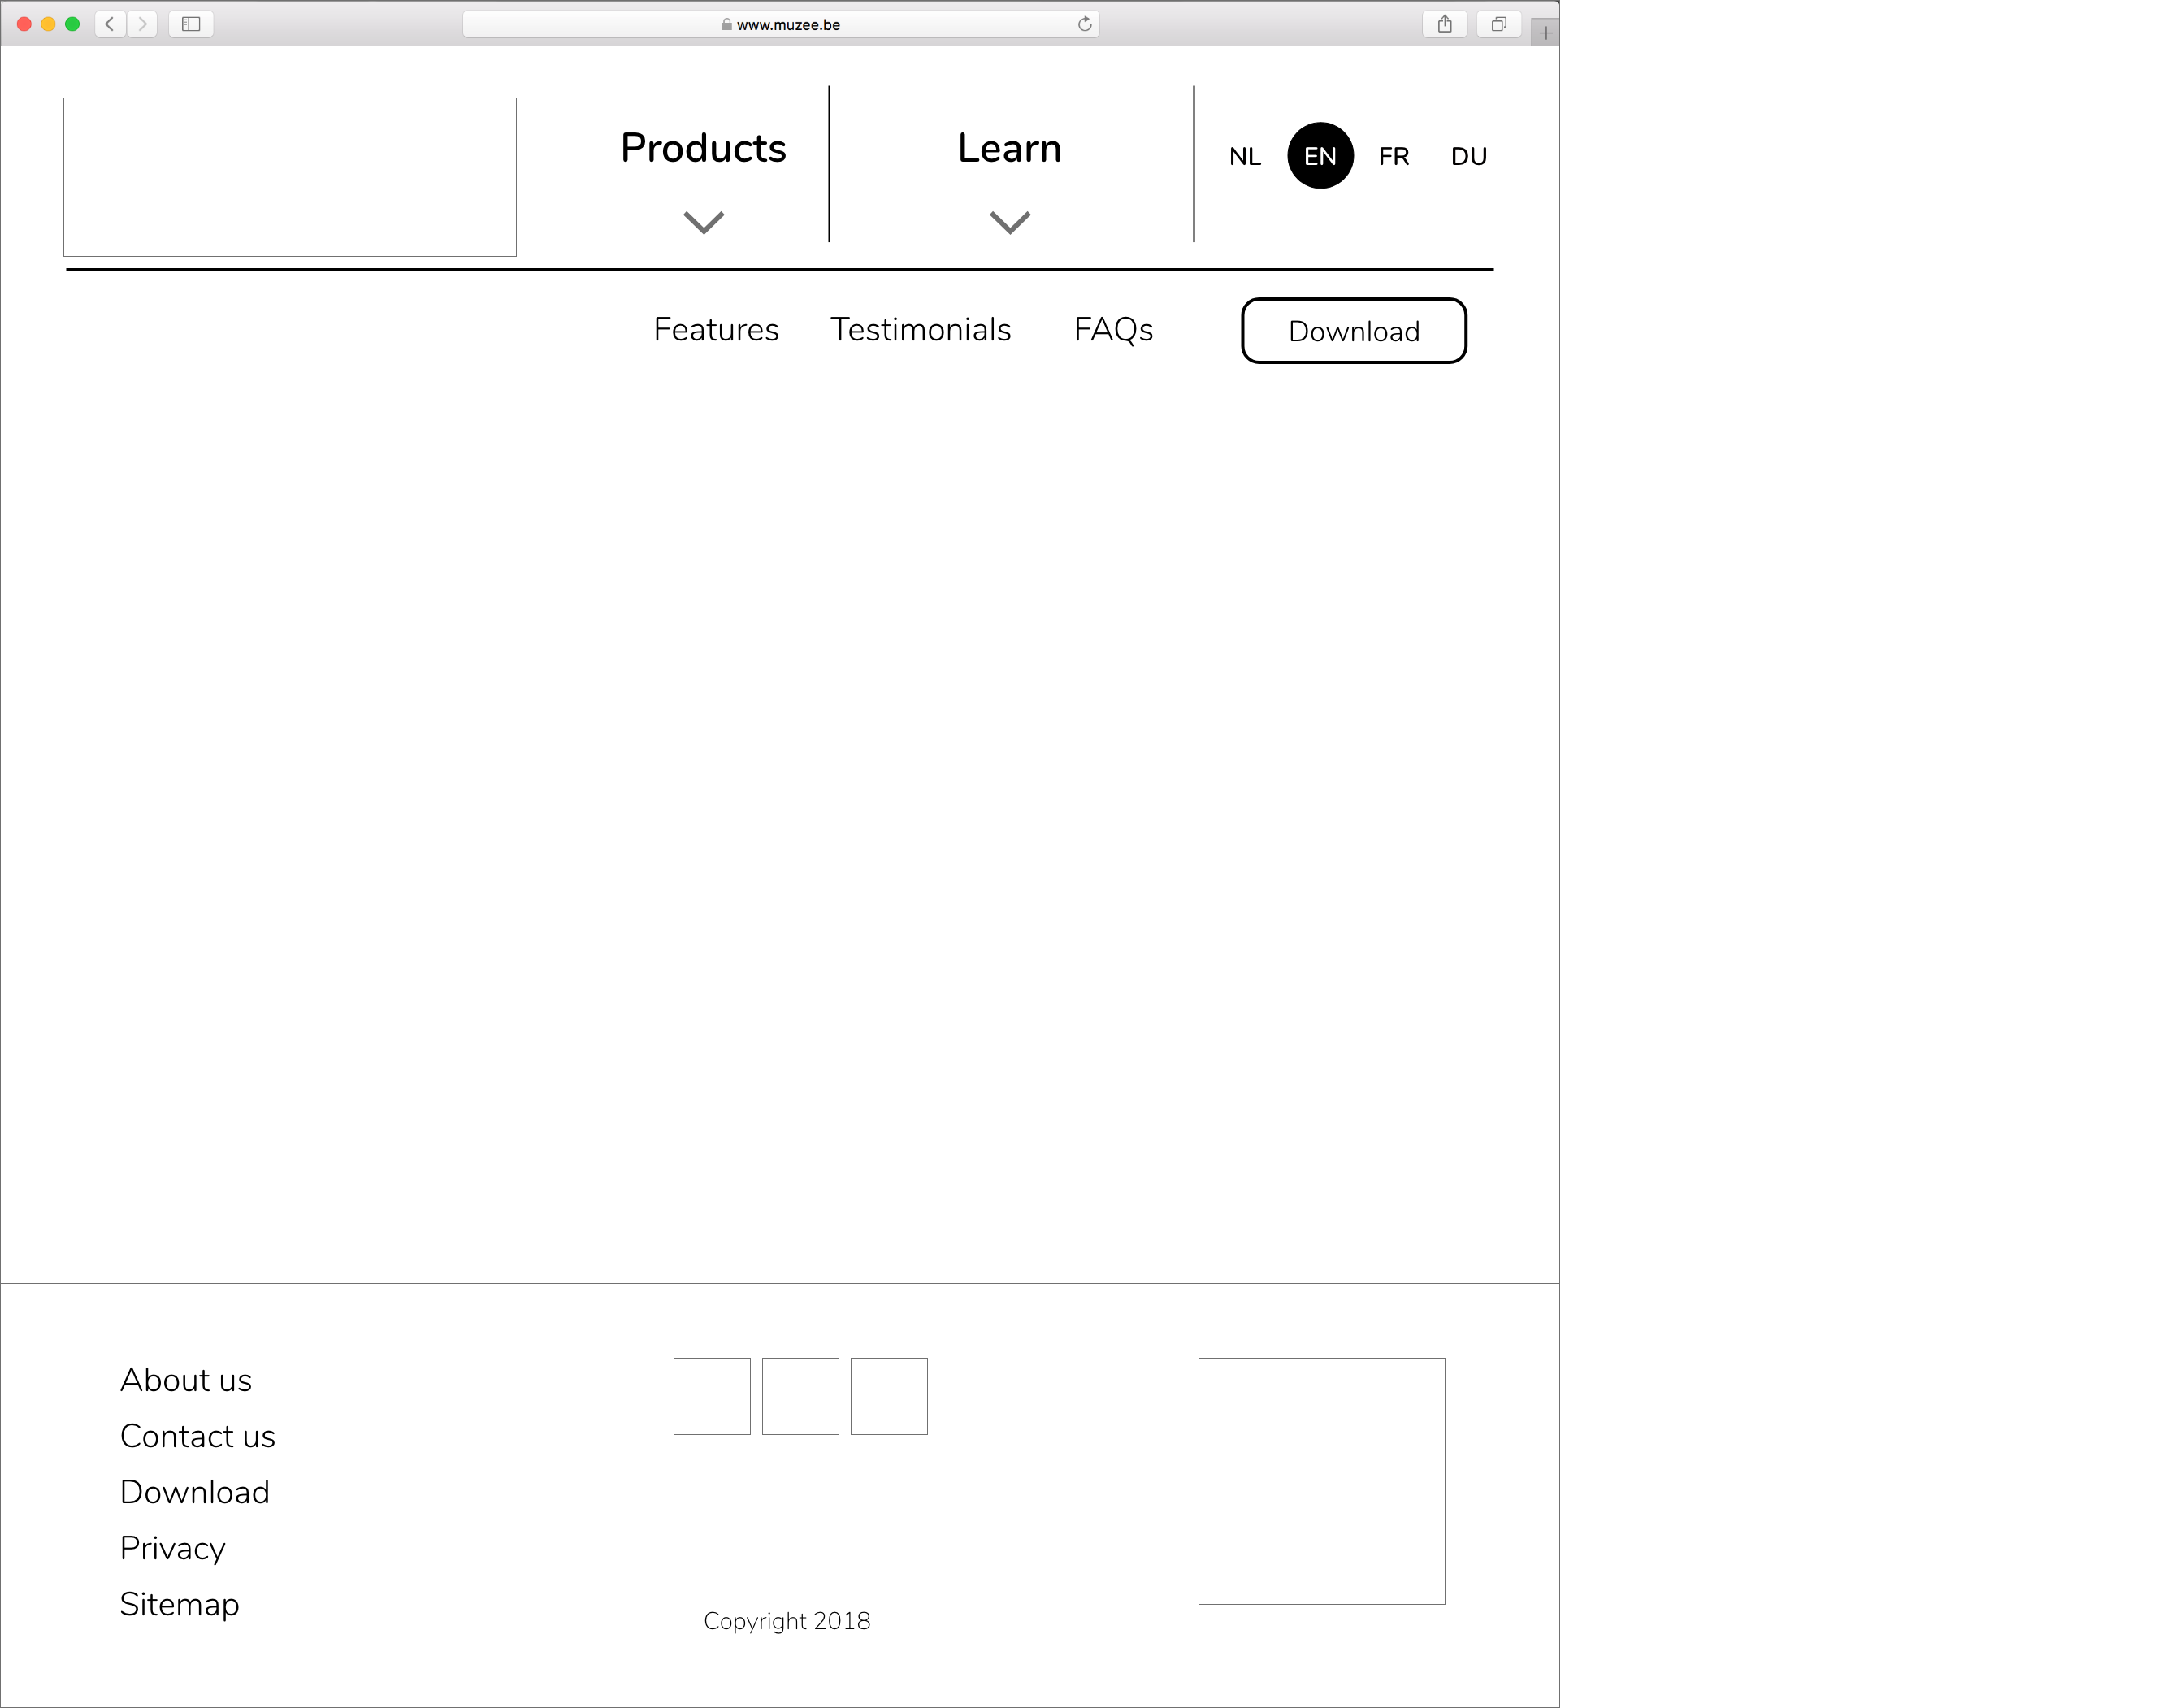 www.muzee.be
Products Learn NL EN FR DU
Features Testimonials FAQs Download
About us
Contact us
Download
Privacy
Sitemap
Copyright 2018